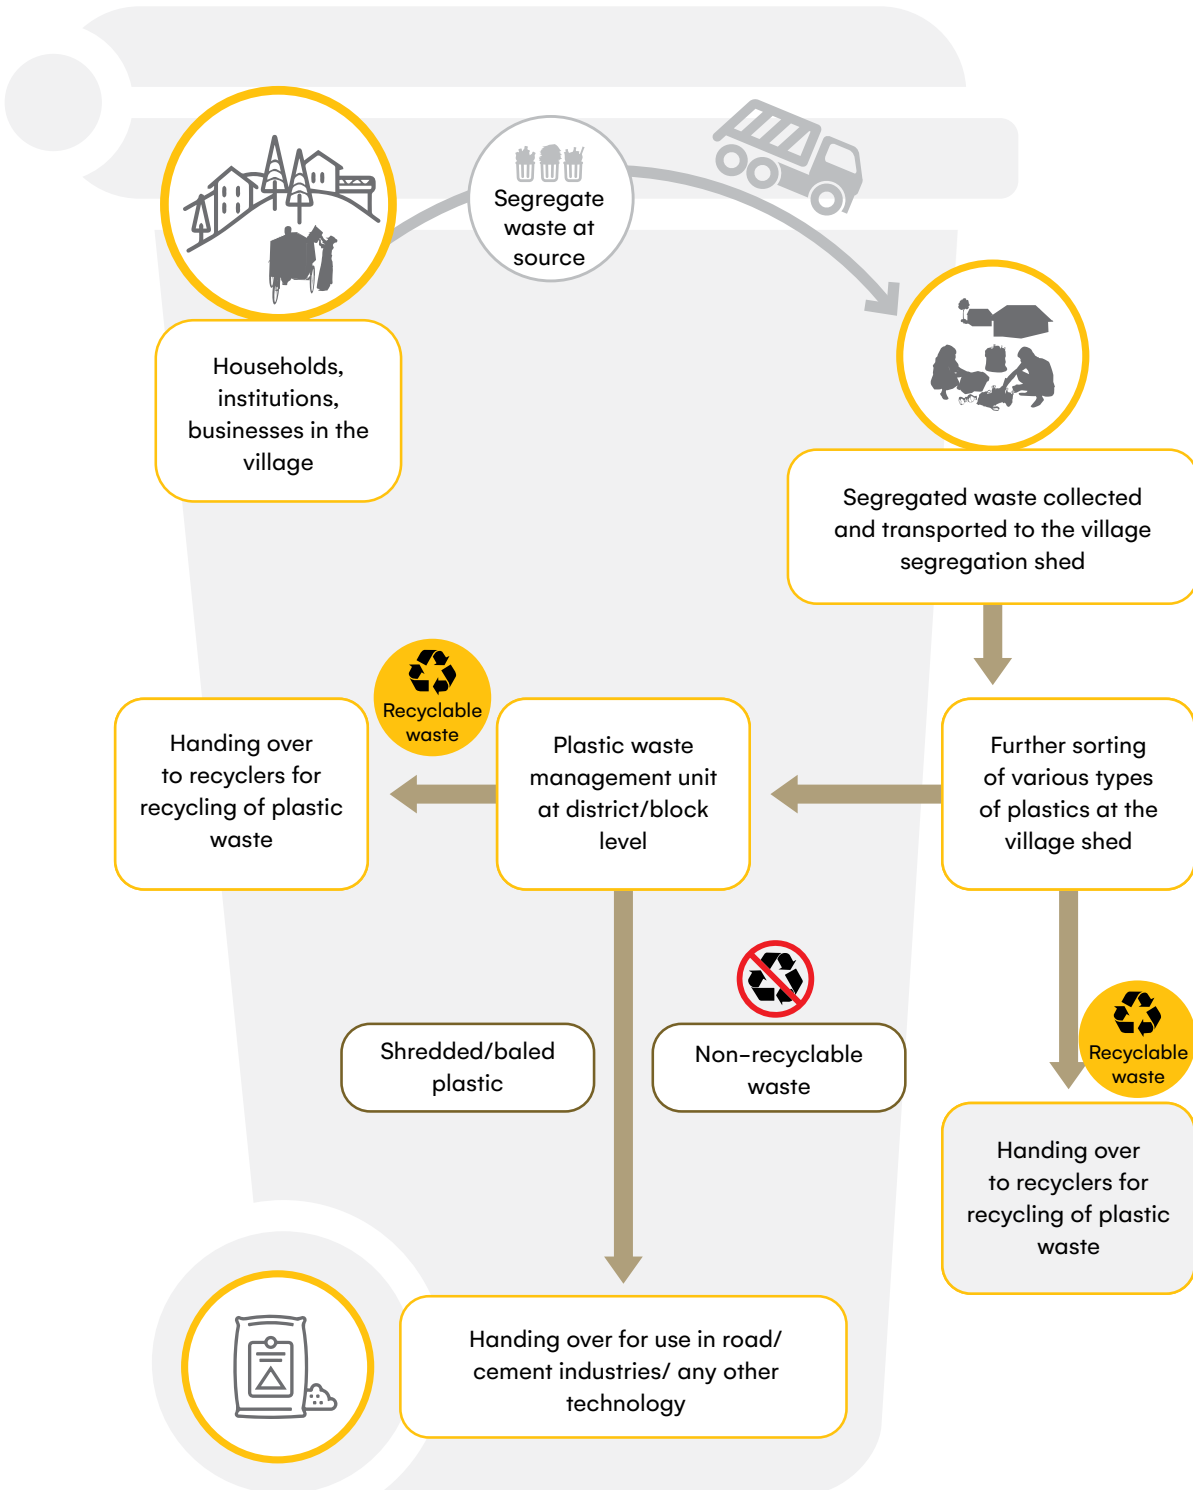 Segregate
waste at
source
Households,
institutions,
businesses in the
village
Segregated waste collected
and transported to the village
segregation shed
Recyclable
waste
Handing over
to recyclers for
recycling of plastic
waste
Plastic waste
management unit
at district/block
level
Further sorting
of various types
of plastics at the
village shed
Shredded/baled
plastic
Non-recyclable
waste
Recyclable
waste
Handing over
to recyclers for
recycling of plastic
waste
Handing over for use in road/
cement industries/ any other
technology